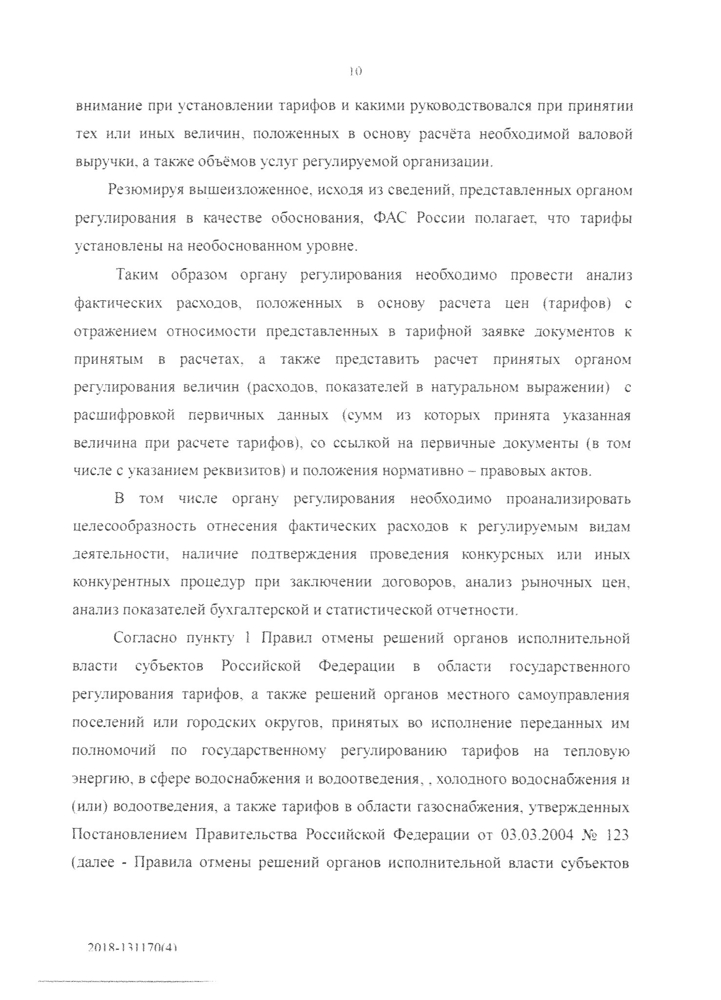 10
внимание при установлении тарифов и какими руководствовался при принятии
тех или иных величин, положенных в основу расчёта необходимой валовой
выручки, а также объёмов услуг регулируемой организации.
Резюмируя вышеизложенное, исходя из сведений, представленных органом
регулирования в качестве обоснования, ФАС России полагает, что тарифы
установлены на необоснованном уровне.
Таким образом органу регулирования необходимо провести анализ
фактических расходов, положенных в основу расчета цен (тарифов) с
отражением относимости представленных в тарифной заявке документов к
принятым в расчетах, а также представить расчет принятых органом
регулирования величин (расходов, показателей в натуральном выражении) с
расшифровкой первичных данных (сумм из которых принята указанная
величина при расчете тарифов), со ссылкой на первичные документы (в том
числе с указанием реквизитов) и положения нормативно – правовых актов.
В том числе органу регулирования необходимо проанализировать
целесообразность отнесения фактических расходов к регулируемым видам
деятельности, наличие подтверждения проведения конкурсных или иных
конкурентных процедур при заключении договоров, анализ рыночных цен,
анализ показателей бухгалтерской и статистической отчетности.
Согласно пункту 1 Правил отмены решений органов исполнительной
власти субъектов Российской Федерации в области государственного
регулирования тарифов, а также решений органов местного самоуправления
поселений или городских округов, принятых во исполнение переданных им
полномочий по государственному регулированию тарифов на тепловую
энергию, в сфере водоснабжения и водоотведения, , холодного водоснабжения и
(или) водоотведения, а также тарифов в области газоснабжения, утвержденных
Постановлением Правительства Российской Федерации от 03.03.2004 № 123
(далее - Правила отмены решений органов исполнительной власти субъектов
2018-131170(4)